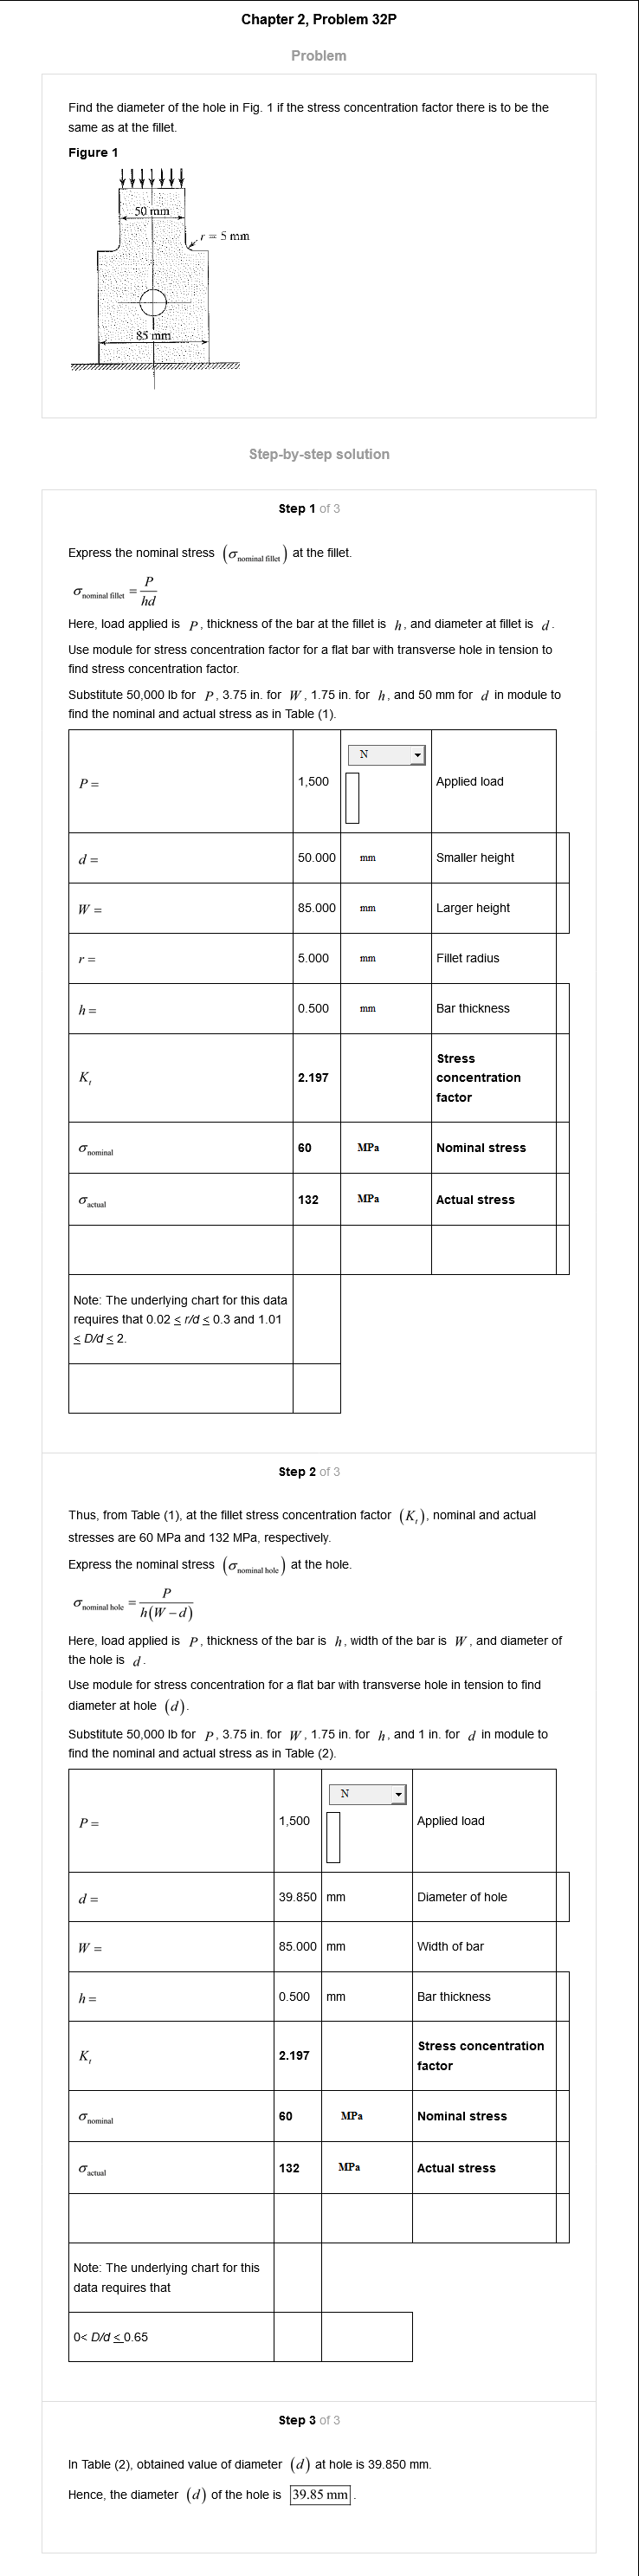 Chapter 2, Problem 32P
Problem
Find the diameter of the hole in Fig. 1 if the stress concentration factor there is to be the
same as at the fillet.
Figure 1
50 mm
r = 5 mm
85 mm
Step-by-step solution
Step 1 of 3
Express the nominal stress (σ nominal fillet) at the fillet.
σ nominal fillet = P/hd
Here, load applied is P, thickness of the bar at the fillet is h, and diameter at fillet is d.
Use module for stress concentration factor for a flat bar with transverse hole in tension to
find stress concentration factor.
Substitute 50,000 lb for P, 3.75 in. for W, 1.75 in. for h, and 50 mm for d in module to
find the nominal and actual stress as in Table (1).
P = 1,500 N Applied load
d = 50.000 mm Smaller height
W = 85.000 mm Larger height
r = 5.000 mm Fillet radius
h = 0.500 mm Bar thickness
K_t 2.197 Stress
concentration
factor
σ nominal 60 MPa Nominal stress
σ actual 132 MPa Actual stress
Note: The underlying chart for this data
requires that 0.02 ≤ r/d ≤ 0.3 and 1.01
≤ D/d ≤ 2.
Step 2 of 3
Thus, from Table (1), at the fillet stress concentration factor (K_t), nominal and actual
stresses are 60 MPa and 132 MPa, respectively.
Express the nominal stress (σ nominal hole) at the hole.
σ nominal hole = P/h(W−d)
Here, load applied is P, thickness of the bar is h, width of the bar is W, and diameter of
the hole is d.
Use module for stress concentration for a flat bar with transverse hole in tension to find
diameter at hole (d).
Substitute 50,000 lb for P, 3.75 in. for W, 1.75 in. for h, and 1 in. for d in module to
find the nominal and actual stress as in Table (2).
P = 1,500 N Applied load
d = 39.850 mm Diameter of hole
W = 85.000 mm Width of bar
h = 0.500 mm Bar thickness
K_t 2.197 Stress concentration
factor
σ nominal 60 MPa Nominal stress
σ actual 132 MPa Actual stress
Note: The underlying chart for this
data requires that
0< D/d ≤0.65
Step 3 of 3
In Table (2), obtained value of diameter (d) at hole is 39.850 mm.
Hence, the diameter (d) of the hole is 39.85 mm.